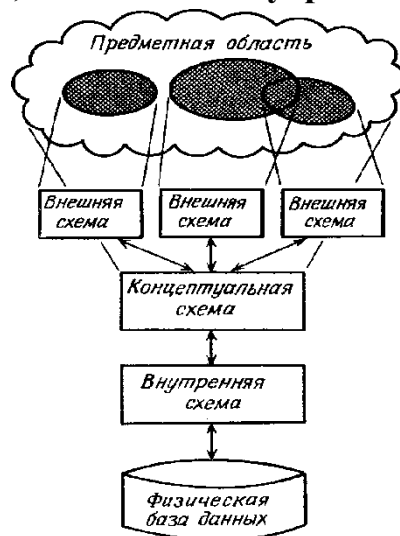 Предметная область
Внешняя
схема
Внешняя
схема
Внешняя
схема
Концептуальная
схема
Внутренняя
схема
Физическая
база данных